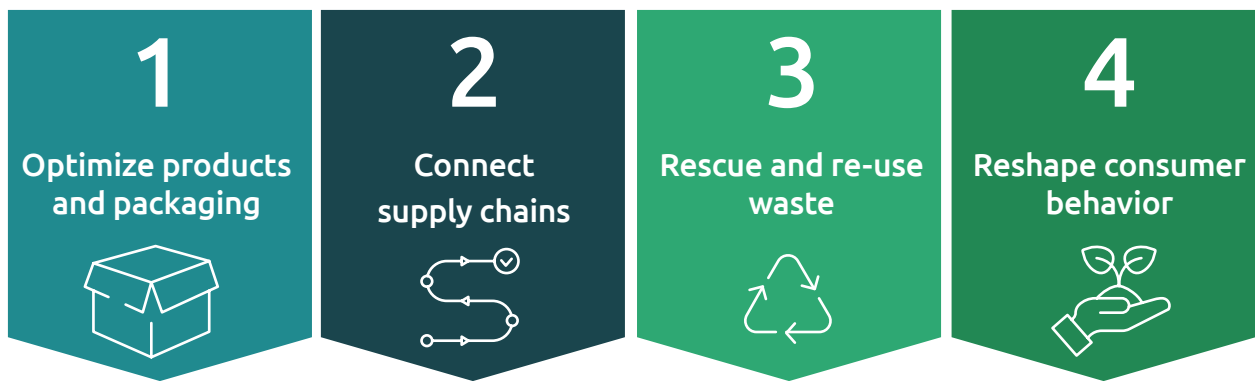 1
Optimize products
and packaging
2
Connect
supply chains
3
Rescue and re-use
waste
4
Reshape consumer
behavior